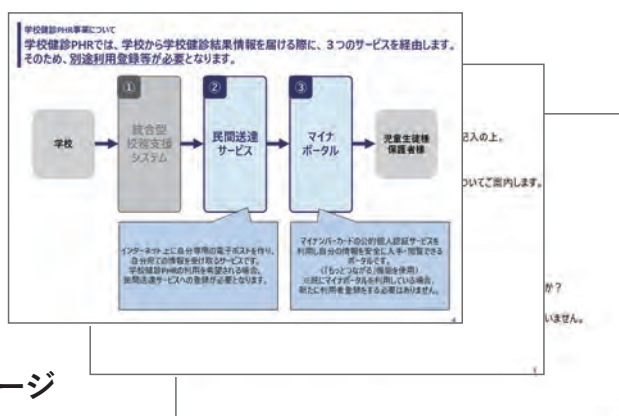 学校健診PHR事業について
学校健診PHRでは、学校から学校健診結果情報を届ける際に、3つのサービスを経由します。
そのため、別途利用登録等が必要となります。
①
②
③
学校
統合型
校務支援
システム
民間送達
サービス
マイナ
ポータル
児童生徒様
保護者様
インターネット上に自分専用の電子ポストを作り、
自分宛ての情報を受け取るサービスです。
学校健診PHRの利用を希望される場合、
民間送達サービスへの登録が必要となります。
マイナンバーカードの公的個人認証サービスを
利用し自分の情報を安全に入手・閲覧できる
ポータルです。
(「もっとつながる」機能を使用)
※既にマイナポータルを利用している場合、
新たに利用者登録をする必要はありません。
4
記入の上。
ついてご案内します。
か?
いません。
ージ